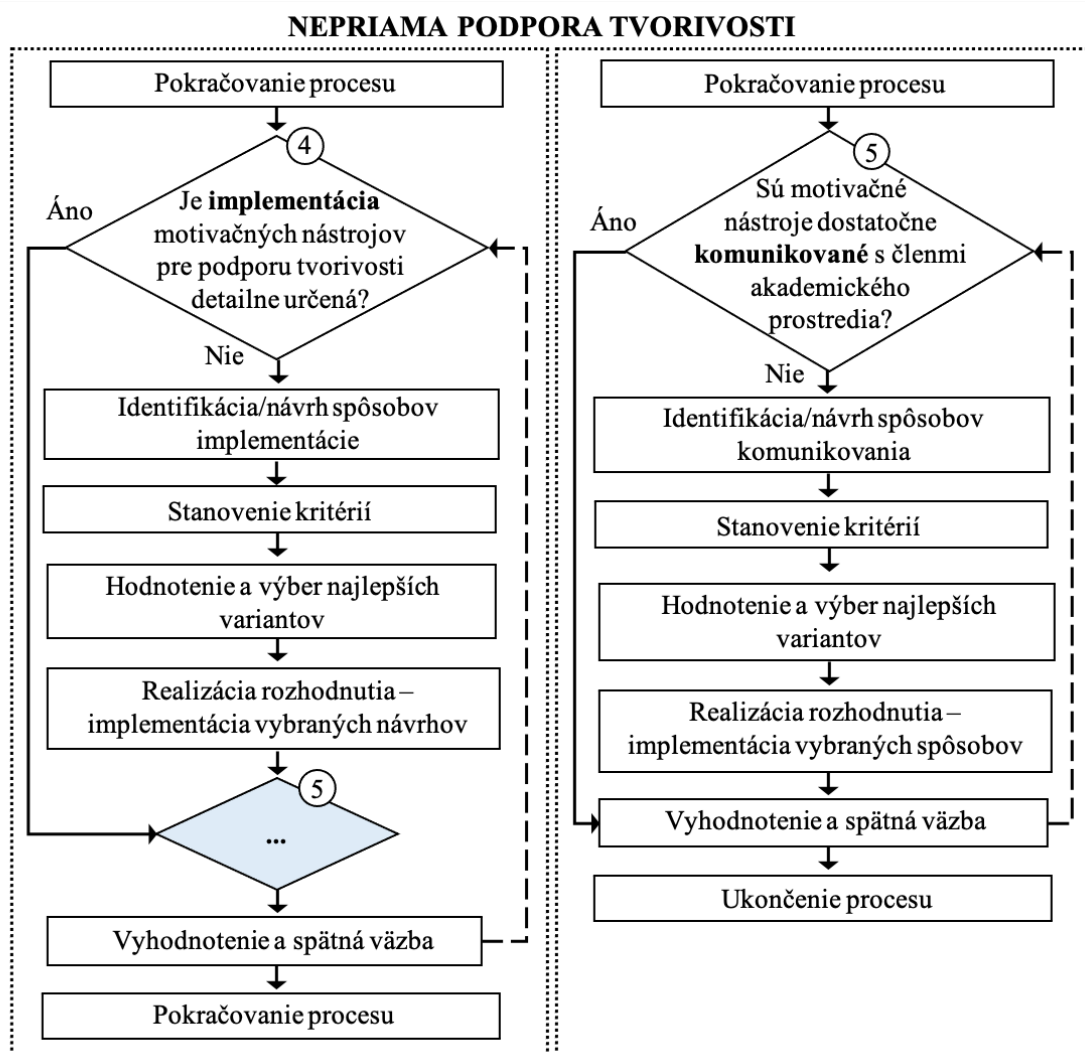 NEPRIAMA PODPORA TVORIVOSTI
Pokračovanie procesu
4
Je implementácia
motivačných nástrojov
pre podporu tvorivosti
detailne určená?
Áno
Nie
Identifikácia/návrh spôsobov
implementácie
Stanovenie kritérií
Hodnotenie a výber najlepších
variantov
Realizácia rozhodnutia –
implementácia vybraných návrhov
5
...
Vyhodnotenie a spätná väzba
Pokračovanie procesu
Pokračovanie procesu
5
Sú motivačné
nástroje dostatočne
komunikované s členmi
akademického
prostredia?
Áno
Nie
Identifikácia/návrh spôsobov
komunikovania
Stanovenie kritérií
Hodnotenie a výber najlepších
variantov
Realizácia rozhodnutia –
implementácia vybraných spôsobov
Vyhodnotenie a spätná väzba
Ukončenie procesu